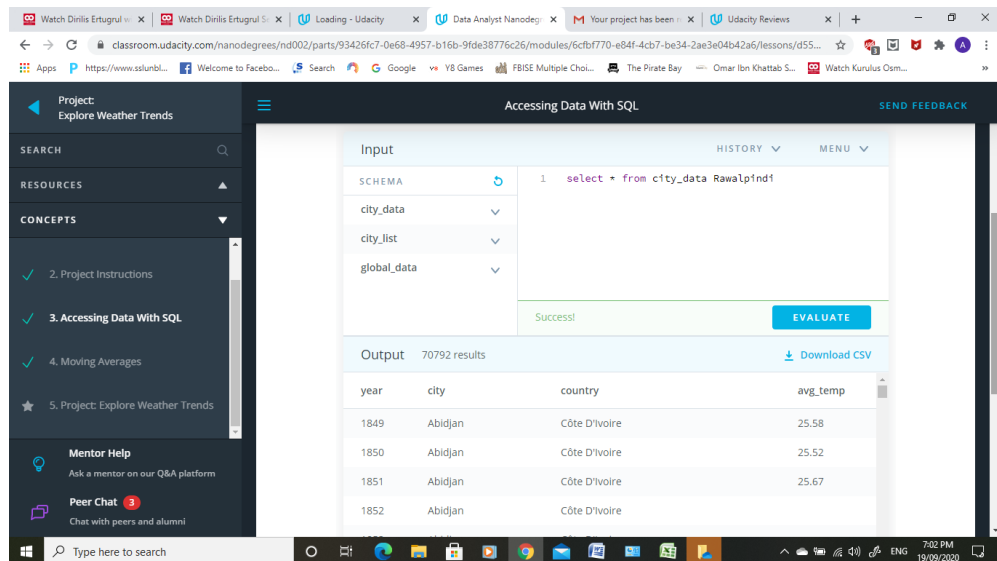 Watch Dirilis Ertugrul w
Watch Dirilis Ertugrul S
Loading - Udacity
Data Analyst Nanodegr
Your project has been r
Udacity Reviews
classroom.udacity.com/nanodegrees/nd002/parts/93426fc7-0e68-4957-b16b-9fde38776c26/modules/6cfbf770-e84f-4cb7-be34-2ae3e04b42a6/lessons/d55...
Apps
https://www.sslunbl...
Welcome to Facebo...
Search
Google
Y8 Games
FBISE Multiple Choi...
The Pirate Bay
Omar Ibn Khattab S...
Watch Kurulus Osm...
Project:
Explore Weather Trends
Accessing Data With SQL
SEND FEEDBACK
SEARCH
RESOURCES
CONCEPTS
2. Project Instructions
3. Accessing Data With SQL
4. Moving Averages
5. Project: Explore Weather Trends
Mentor Help
Ask a mentor on our Q&A platform
Peer Chat 3
Chat with peers and alumni
Input
HISTORY
MENU
SCHEMA
city_data
city_list
global_data
1 select * from city_data Rawalpindi
Success!
EVALUATE
Output 70792 results
Download CSV
year city country avg_temp
1849 Abidjan Côte D'Ivoire 25.58
1850 Abidjan Côte D'Ivoire 25.52
1851 Abidjan Côte D'Ivoire 25.67
1852 Abidjan Côte D'Ivoire
Type here to search
ENG
7:02 PM
19/09/2020